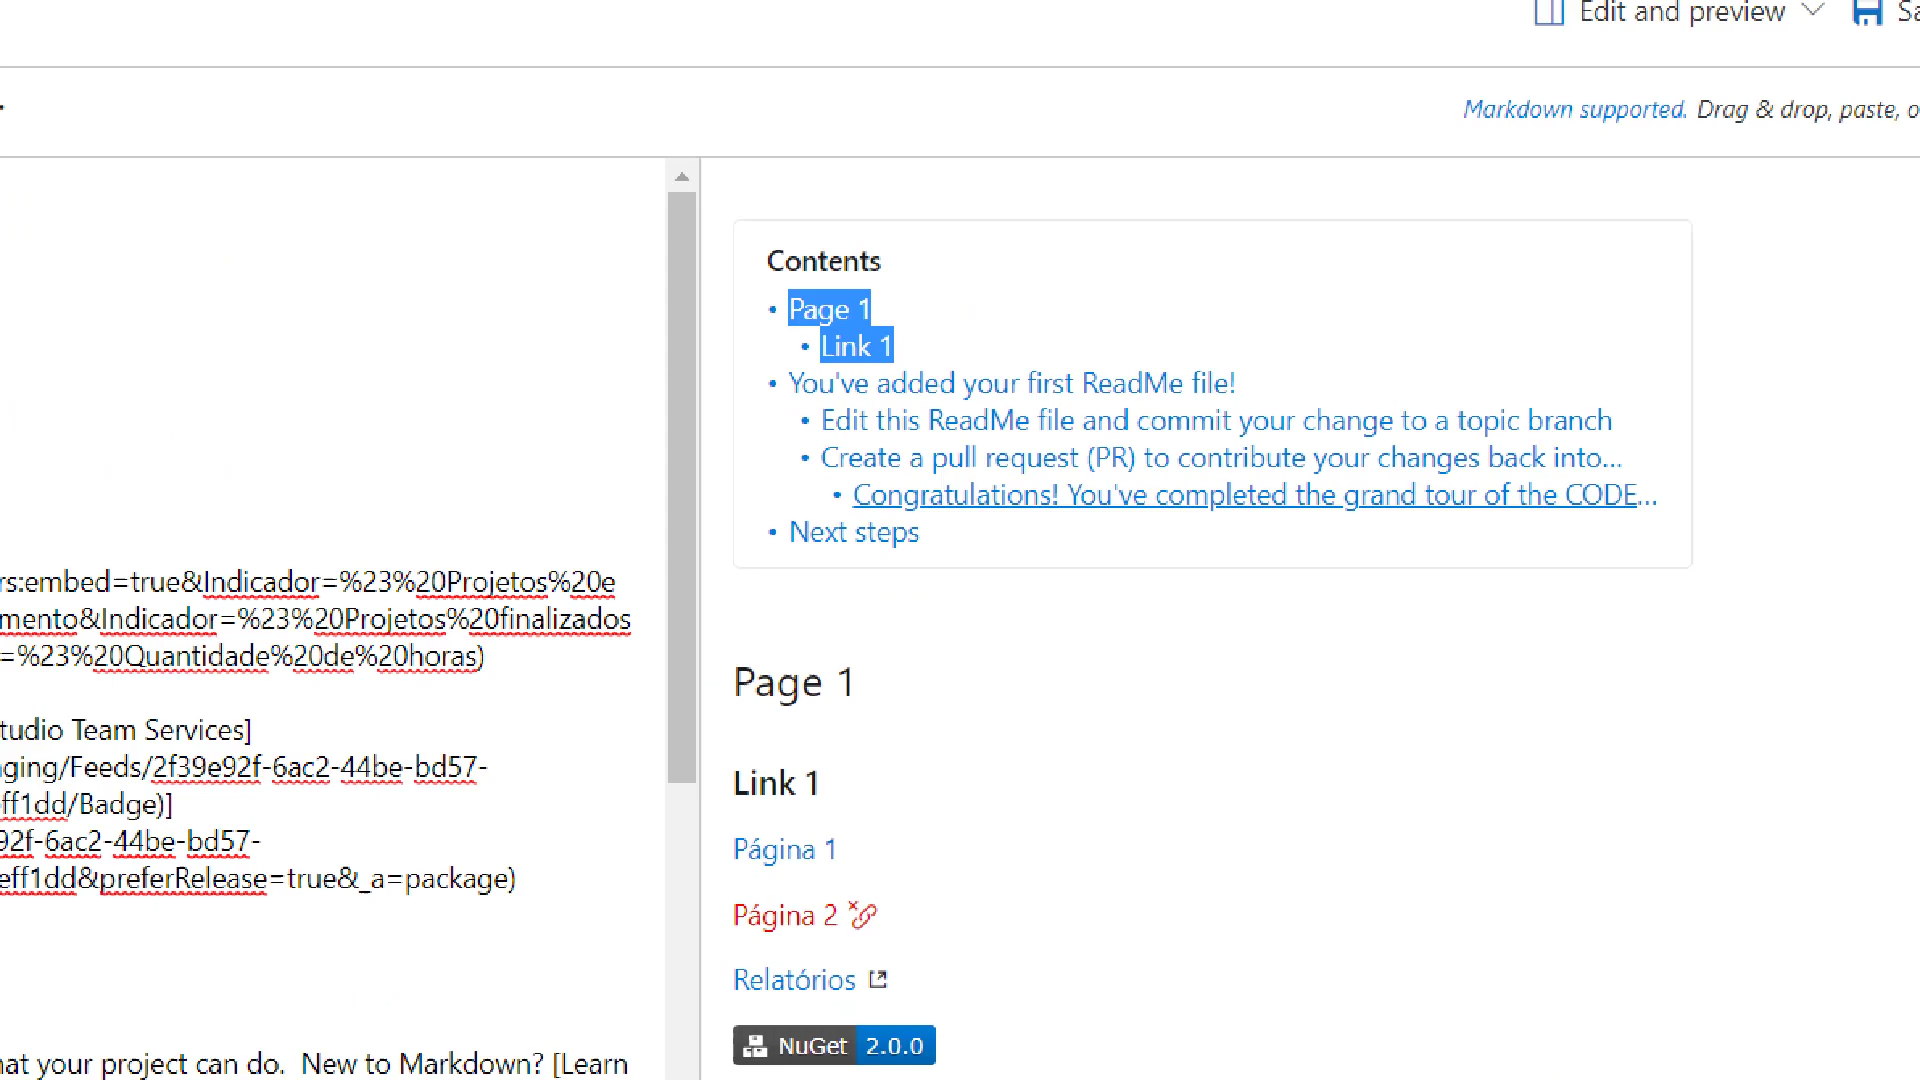 Edit and preview
Markdown supported. Drag & drop, paste, o
Contents
• Page 1
• Link 1
• You've added your first ReadMe file!
• Edit this ReadMe file and commit your change to a topic branch
• Create a pull request (PR) to contribute your changes back into...
• Congratulations! You've completed the grand tour of the CODE...
• Next steps
rs:embed=true&Indicador=%23%20Projetos%20e
mento&Indicador=%23%20Projetos%20finalizados
=%23%20Quantidade%20de%20horas)
tudio Team Services]
ging/Feeds/2f39e92f-6ac2-44be-bd57-
eff1dd/Badge)]
92f-6ac2-44be-bd57-
eff1dd&preferRelease=true&_a=package)
hat your project can do.  New to Markdown? [Learn
Page 1
Link 1
Página 1
Página 2
Relatórios
NuGet 2.0.0